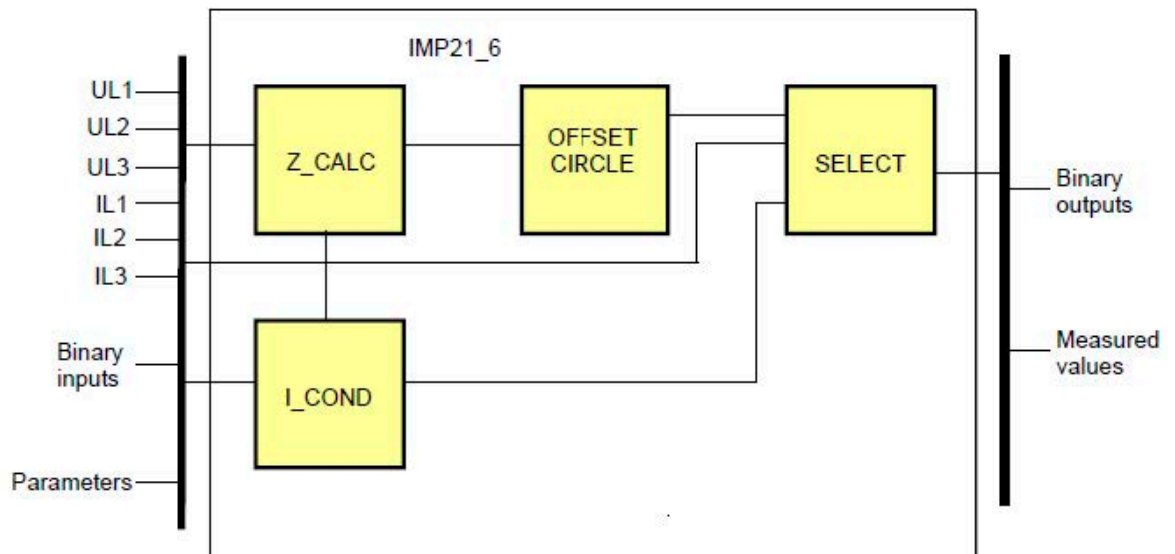 IMP21_6
UL1
UL2
UL3
IL1
IL2
IL3
Binary
inputs
Parameters
Z_CALC
OFFSET
CIRCLE
SELECT
I_COND
Binary
outputs
Measured
values